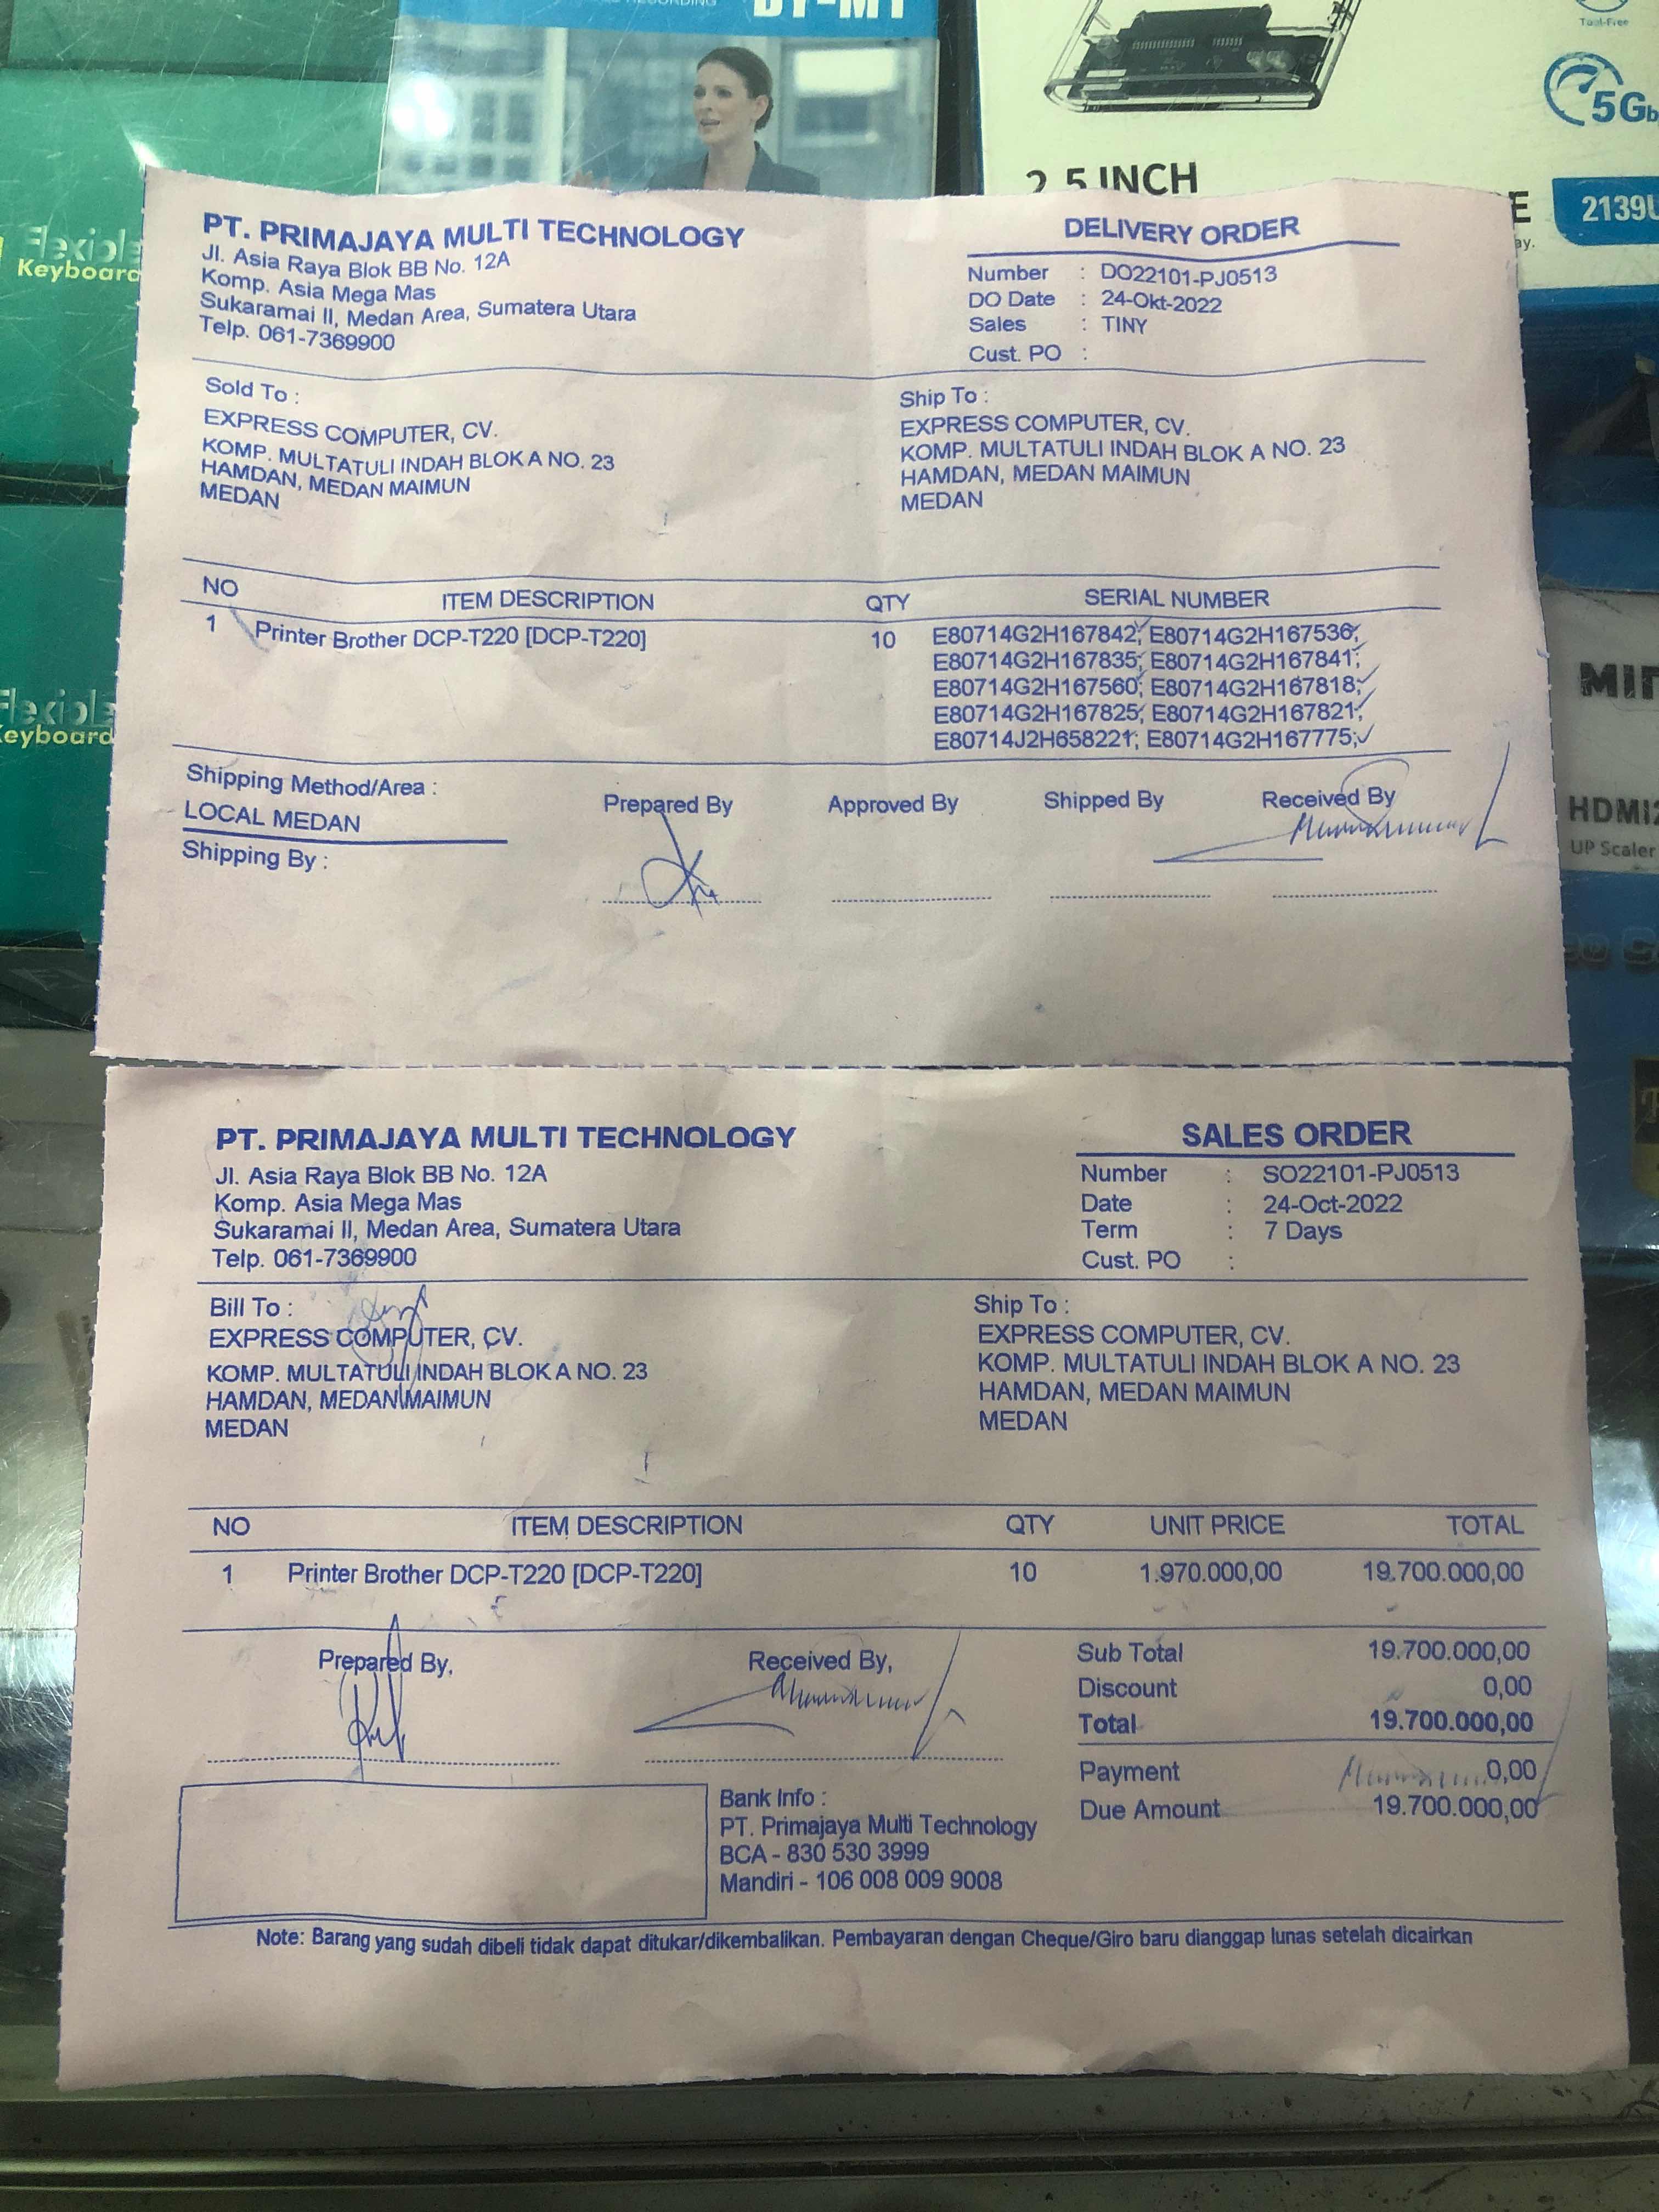 BY-M1
Tool-Free
5Gb
2.5 INCH
2139U
Flexible
Keyboard
PT. PRIMAJAYA MULTI TECHNOLOGY
Jl. Asia Raya Blok BB No. 12A
Komp. Asia Mega Mas
Sukaramai II, Medan Area, Sumatera Utara
Telp. 061-7369900
DELIVERY ORDER
Number : DO22101-PJ0513
DO Date : 24-Okt-2022
Sales : TINY
Cust. PO :
Sold To :
EXPRESS COMPUTER, CV.
KOMP. MULTATULI INDAH BLOK A NO. 23
HAMDAN, MEDAN MAIMUN
MEDAN
Ship To :
EXPRESS COMPUTER, CV.
KOMP. MULTATULI INDAH BLOK A NO. 23
HAMDAN, MEDAN MAIMUN
MEDAN
NO ITEM DESCRIPTION QTY SERIAL NUMBER
1 Printer Brother DCP-T220 [DCP-T220] 10 E80714G2H167842; E80714G2H167536;
E80714G2H167835; E80714G2H167841;
E80714G2H167560; E80714G2H167818;
E80714G2H167825; E80714G2H167821;
E80714J2H658221; E80714G2H167775;
Shipping Method/Area :
LOCAL MEDAN
Shipping By :
Prepared By Approved By Shipped By Received By
Flexible
Keyboard
HDMI2
UP Scaler
PT. PRIMAJAYA MULTI TECHNOLOGY
Jl. Asia Raya Blok BB No. 12A
Komp. Asia Mega Mas
Sukaramai II, Medan Area, Sumatera Utara
Telp. 061-7369900
SALES ORDER
Number : SO22101-PJ0513
Date : 24-Oct-2022
Term : 7 Days
Cust. PO :
Bill To :
EXPRESS COMPUTER, CV.
KOMP. MULTATULI INDAH BLOK A NO. 23
HAMDAN, MEDAN MAIMUN
MEDAN
Ship To :
EXPRESS COMPUTER, CV.
KOMP. MULTATULI INDAH BLOK A NO. 23
HAMDAN, MEDAN MAIMUN
MEDAN
NO ITEM DESCRIPTION QTY UNIT PRICE TOTAL
1 Printer Brother DCP-T220 [DCP-T220] 10 1.970.000,00 19.700.000,00
Prepared By, Received By,
Sub Total 19.700.000,00
Discount 0,00
Total 19.700.000,00
Payment 0,00
Due Amount 19.700.000,00
Bank Info :
PT. Primajaya Multi Technology
BCA - 830 530 3999
Mandiri - 106 008 009 9008
Note: Barang yang sudah dibeli tidak dapat ditukar/dikembalikan. Pembayaran dengan Cheque/Giro baru dianggap lunas setelah dicairkan